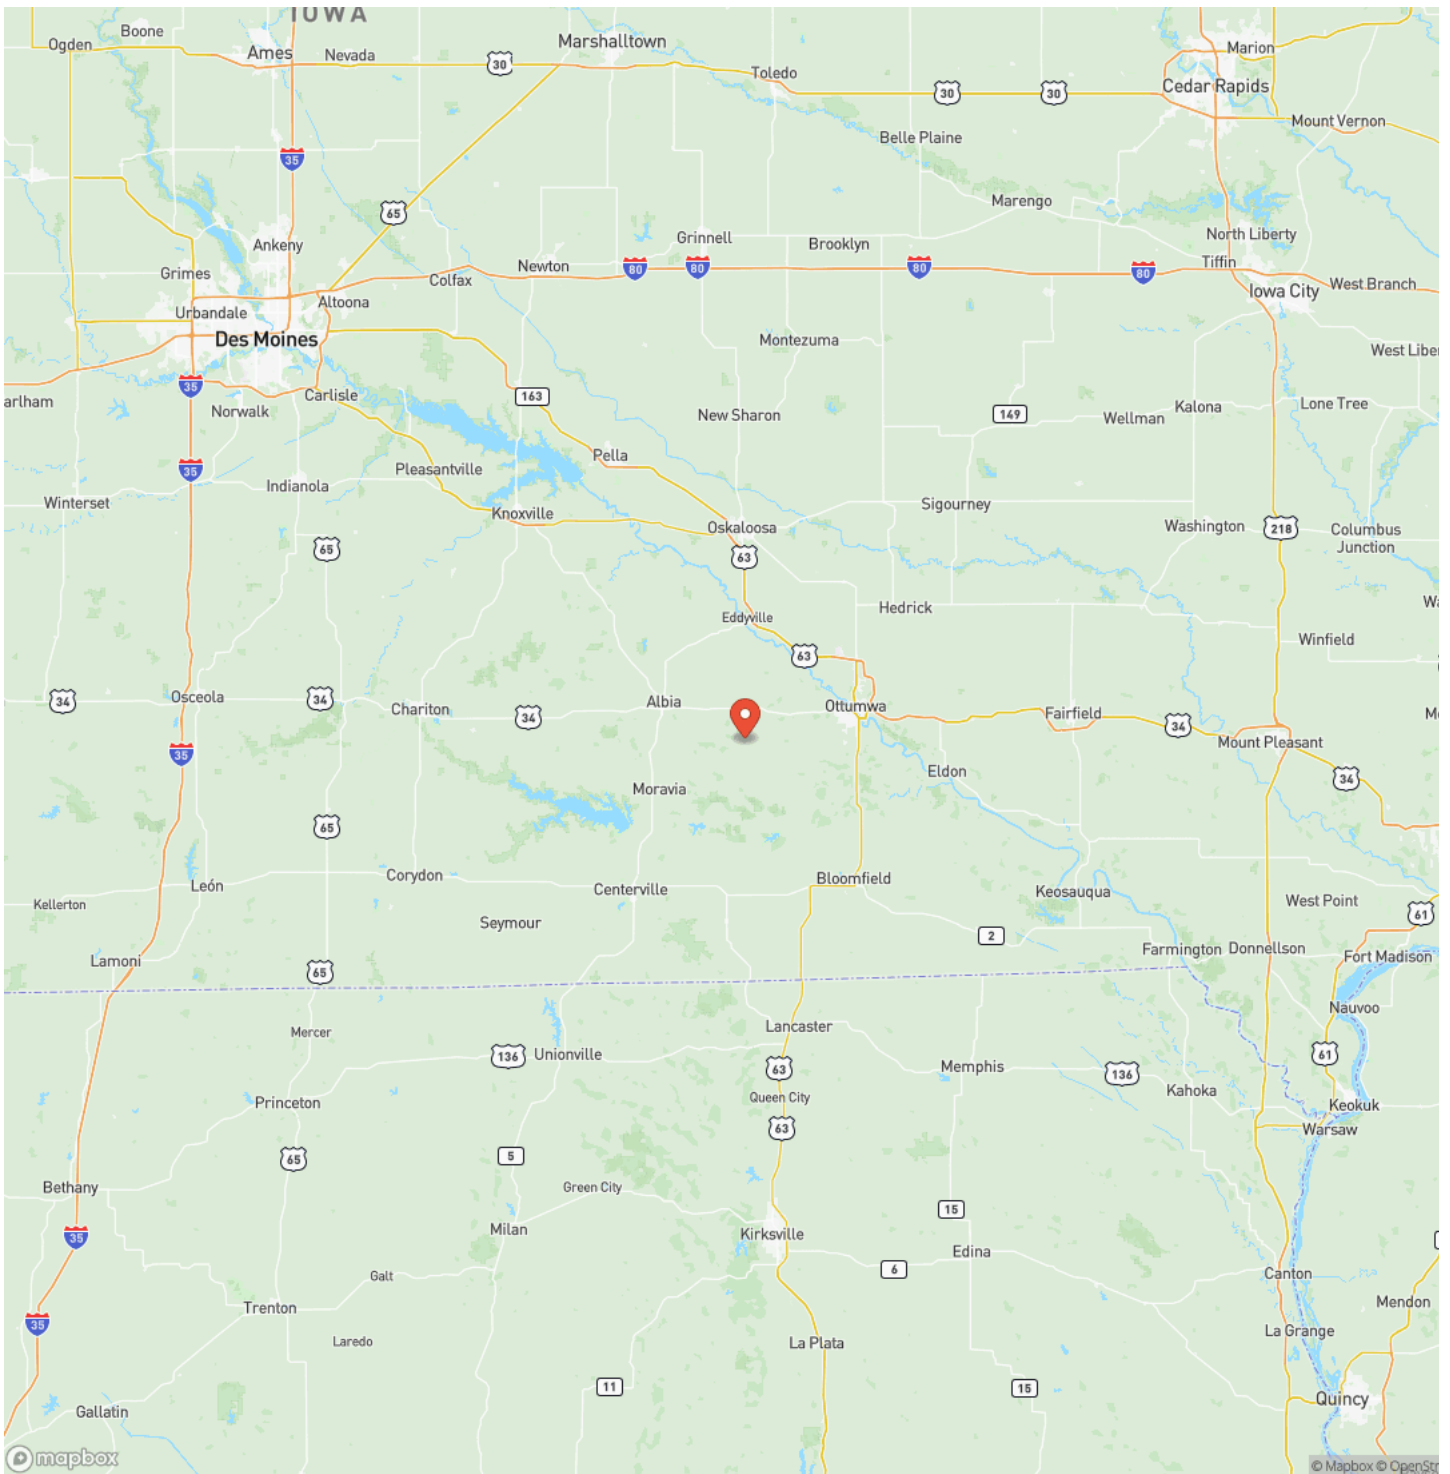 IOWA
Boone
Ogden
Ames
Nevada
30
Marshalltown
Toledo
30
30
Marion
Cedar Rapids
Mount Vernon
Belle Plaine
35
65
Marengo
Ankeny
Grinnell
Brooklyn
North Liberty
Grimes
Colfax
Newton
80
80
80
80
Tiffin
Iowa City
West Branch
Urbandale
Altoona
Des Moines
Montezuma
West Liber
35
arlham
Norwalk
Carlisle
163
New Sharon
149
Wellman
Kalona
Lone Tree
35
Pleasantville
Pella
Winterset
Indianola
Knoxville
Oskaloosa
Sigourney
Washington
218
Columbus
Junction
65
63
Eddyville
Hedrick
Wa
Winfield
63
34
Osceola
34
Chariton
34
Albia
Ottumwa
Fairfield
34
Mount Pleasant
Mo
35
Moravia
Eldon
34
65
León
Corydon
Centerville
Bloomfield
Keosauqua
Kellerton
Seymour
West Point
61
2
Lamoni
65
Farmington
Donnellson
Fort Madison
Nauvoo
Mercer
136
Unionville
Lancaster
63
Memphis
136
61
Kahoka
Keokuk
Princeton
Queen City
63
Warsaw
65
5
Bethany
Green City
35
Milan
Kirksville
15
Edina
6
Galt
Canton
Trenton
Mendon
35
Laredo
La Plata
La Grange
11
15
Gallatin
Quincy
mapbox
© Mapbox © OpenStr